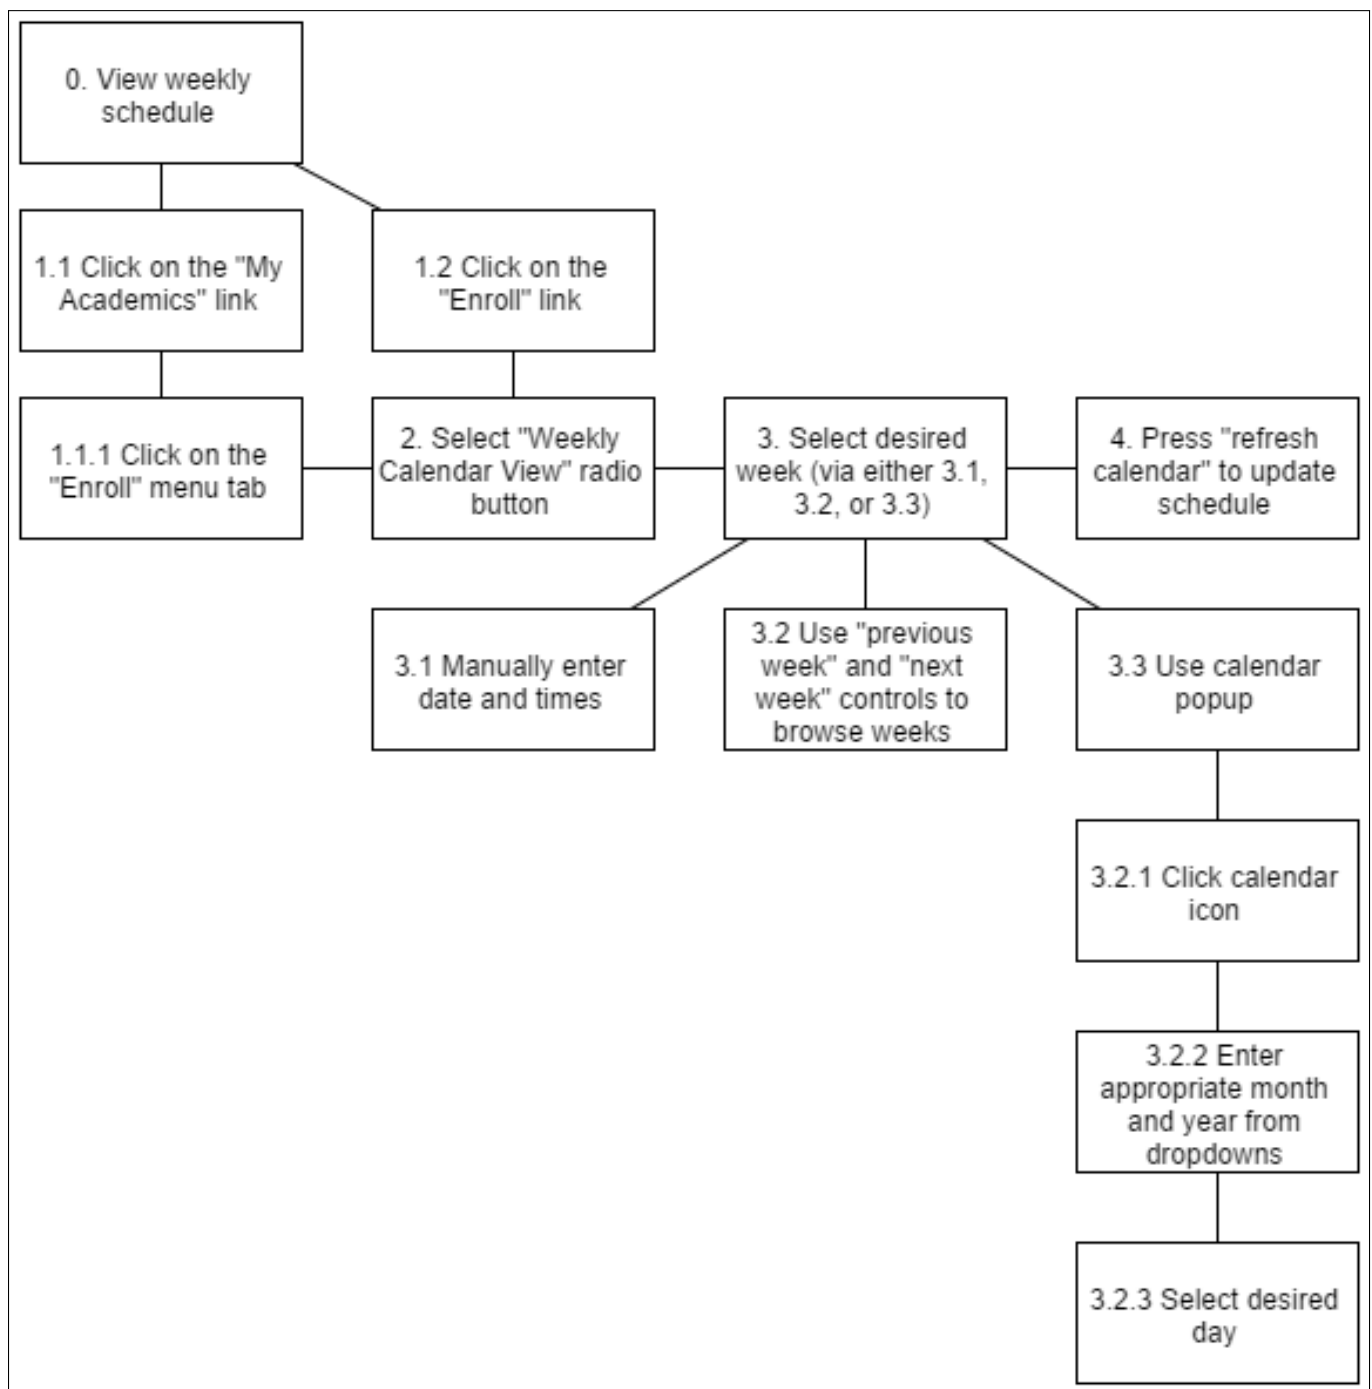 0. View weekly
schedule
1.1 Click on the "My
Academics" link
1.2 Click on the
"Enroll" link
1.1.1 Click on the
"Enroll" menu tab
2. Select "Weekly
Calendar View" radio
button
3. Select desired
week (via either 3.1,
3.2, or 3.3)
4. Press "refresh
calendar" to update
schedule
3.1 Manually enter
date and times
3.2 Use "previous
week" and "next
week" controls to
browse weeks
3.3 Use calendar
popup
3.2.1 Click calendar
icon
3.2.2 Enter
appropriate month
and year from
dropdowns
3.2.3 Select desired
day